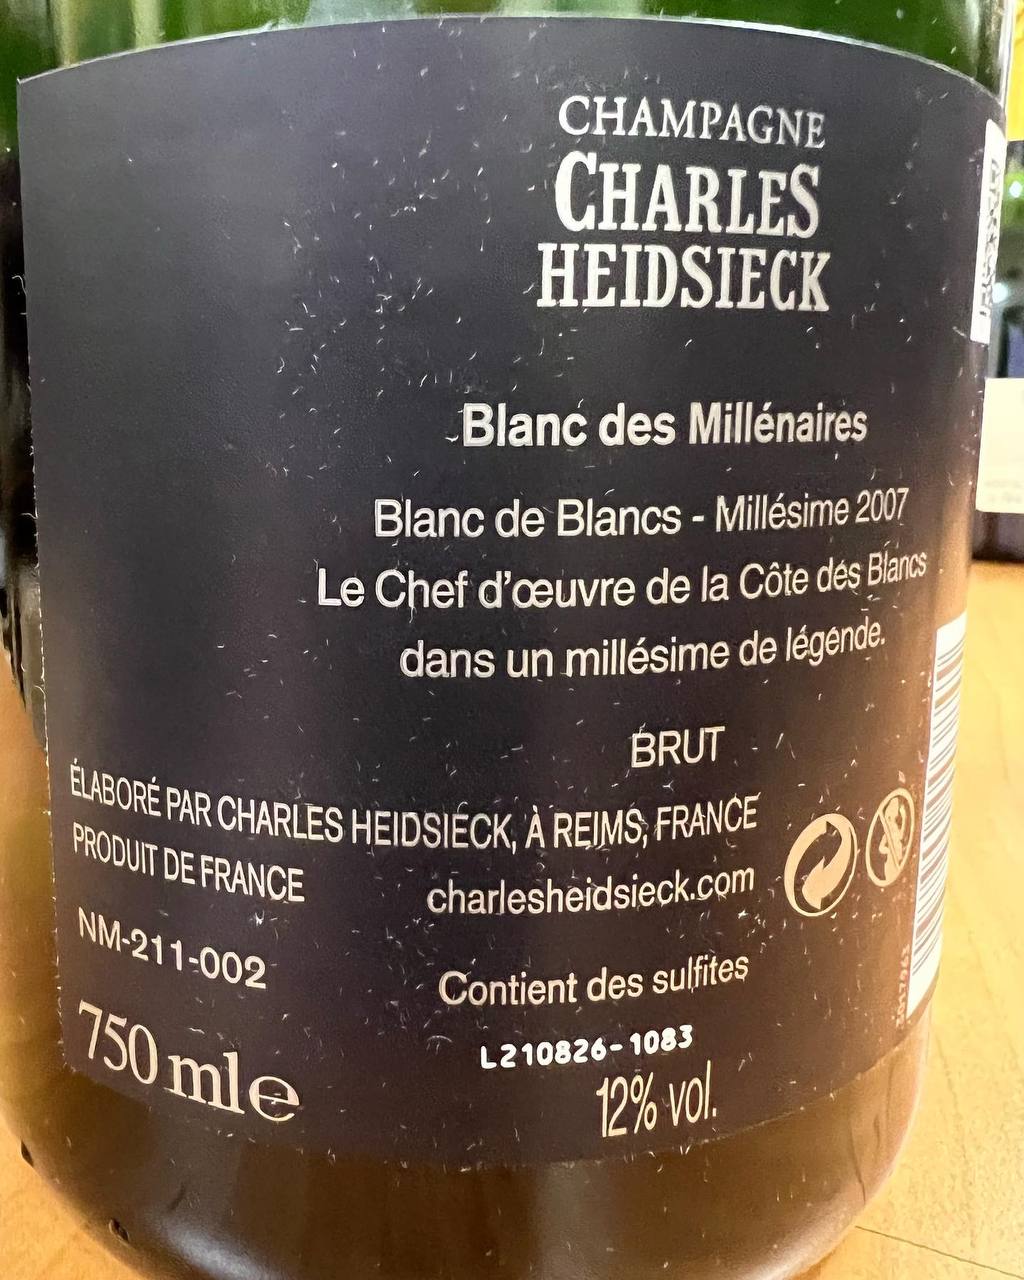 CHAMPAGNE
CHARLES
HEIDSIECK
Blanc des Millénaires
Blanc de Blancs - Millésime 2007
Le Chef d'œuvre de la Côte des Blancs
dans un millésime de légende.
BRUT
ÉLABORÉ PAR CHARLES HEIDSIECK, À REIMS, FRANCE
PRODUIT DE FRANCE
charlesheidsieck.com
NM-211-002
Contient des sulfites
L210826-1083
750 ml e
12% vol.